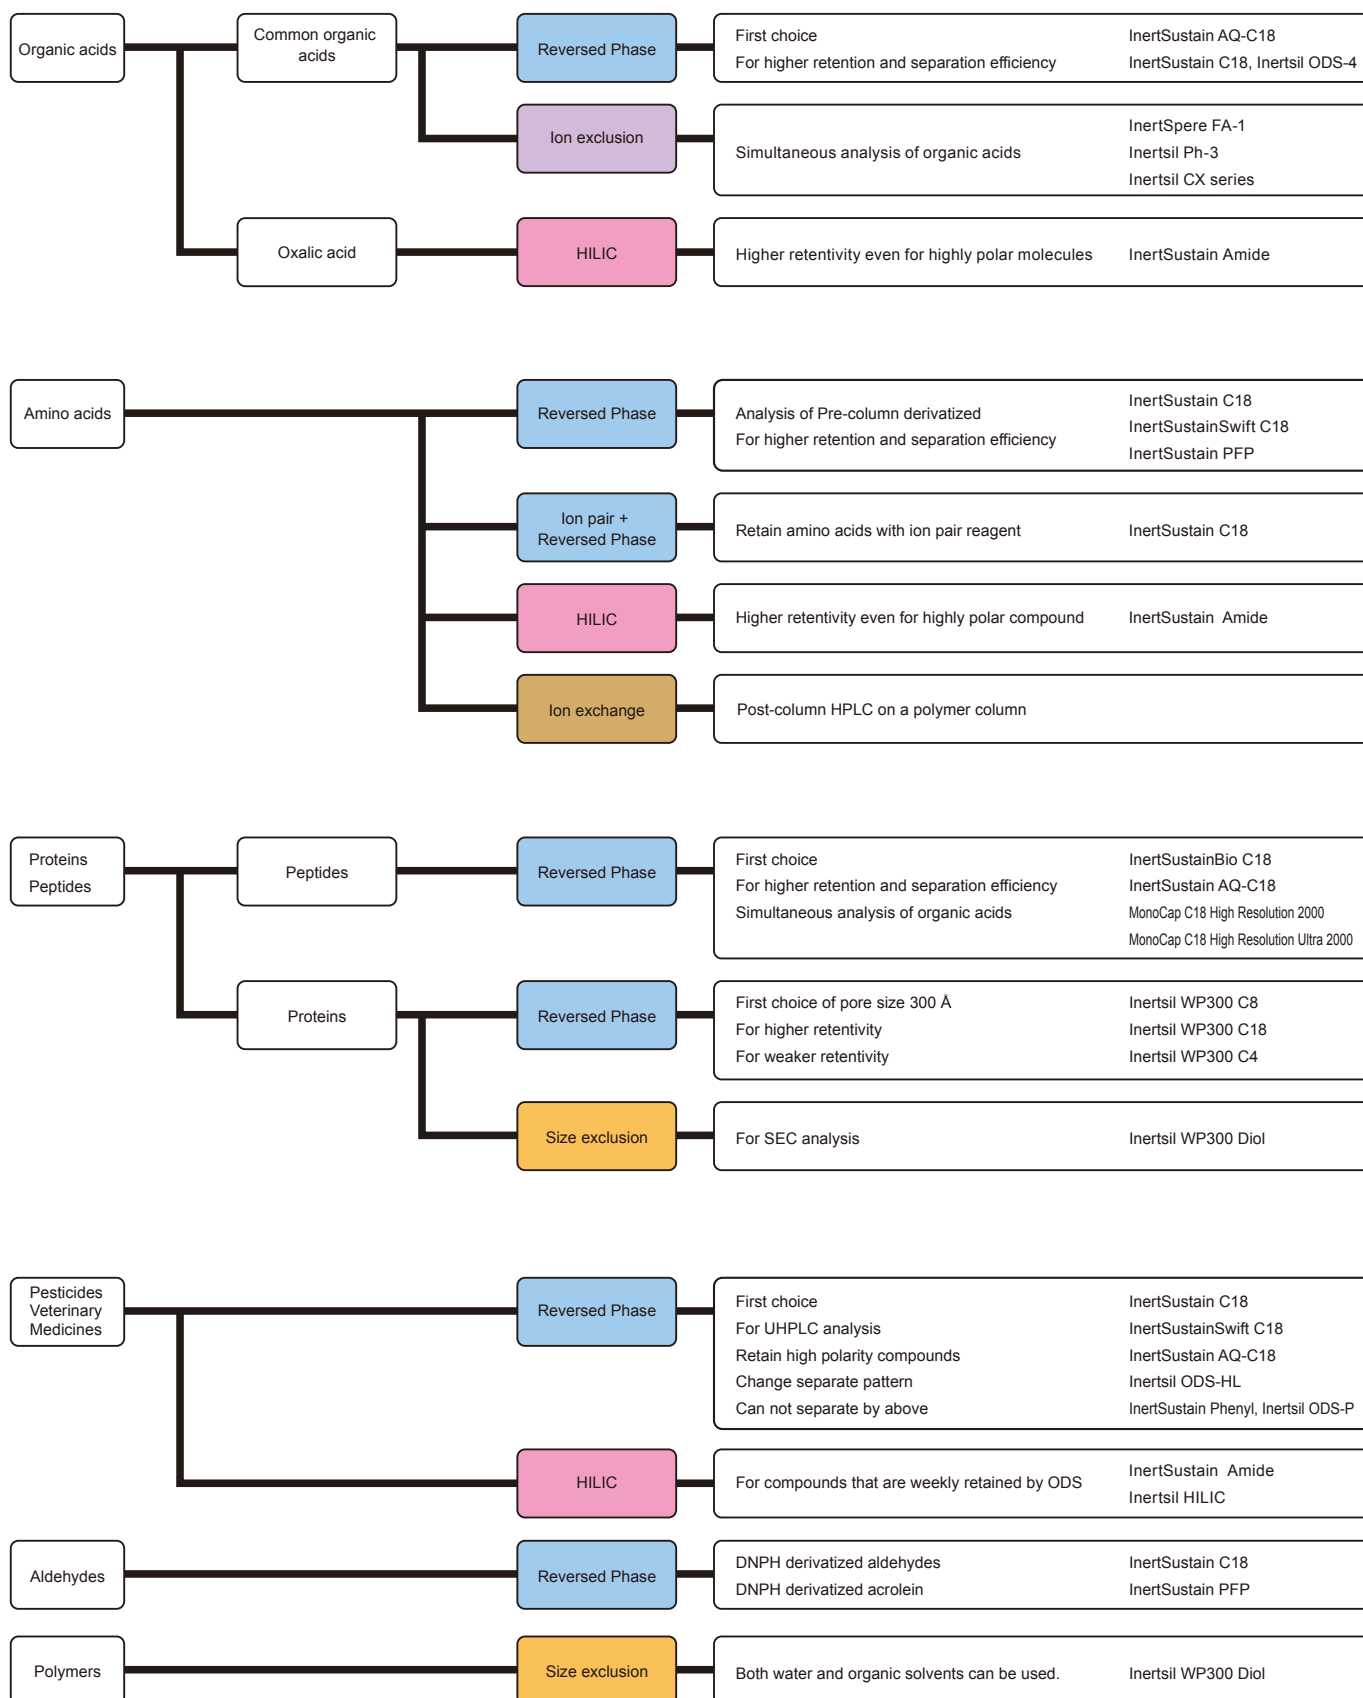 Organic acids
Common organic
acids
Reversed Phase
First choice InertSustain AQ-C18
For higher retention and separation efficiency InertSustain C18, Inertsil ODS-4
Ion exclusion
Simultaneous analysis of organic acids
InertSpere FA-1
Inertsil Ph-3
Inertsil CX series
Oxalic acid
HILIC
Higher retentivity even for highly polar molecules InertSustain Amide
Amino acids
Reversed Phase
Analysis of Pre-column derivatized
For higher retention and separation efficiency
InertSustain C18
InertSustainSwift C18
InertSustain PFP
Ion pair +
Reversed Phase
Retain amino acids with ion pair reagent InertSustain C18
HILIC
Higher retentivity even for highly polar compound InertSustain Amide
Ion exchange
Post-column HPLC on a polymer column
Proteins
Peptides
Peptides
Reversed Phase
First choice InertSustainBio C18
For higher retention and separation efficiency InertSustain AQ-C18
Simultaneous analysis of organic acids MonoCap C18 High Resolution 2000
MonoCap C18 High Resolution Ultra 2000
Proteins
Reversed Phase
First choice of pore size 300 Å Inertsil WP300 C8
For higher retentivity Inertsil WP300 C18
For weaker retentivity Inertsil WP300 C4
Size exclusion
For SEC analysis Inertsil WP300 Diol
Pesticides
Veterinary
Medicines
Reversed Phase
First choice InertSustain C18
For UHPLC analysis InertSustainSwift C18
Retain high polarity compounds InertSustain AQ-C18
Change separate pattern Inertsil ODS-HL
Can not separate by above InertSustain Phenyl, Inertsil ODS-P
HILIC
For compounds that are weekly retained by ODS
InertSustain Amide
Inertsil HILIC
Aldehydes
Reversed Phase
DNPH derivatized aldehydes InertSustain C18
DNPH derivatized acrolein InertSustain PFP
Polymers
Size exclusion
Both water and organic solvents can be used. Inertsil WP300 Diol